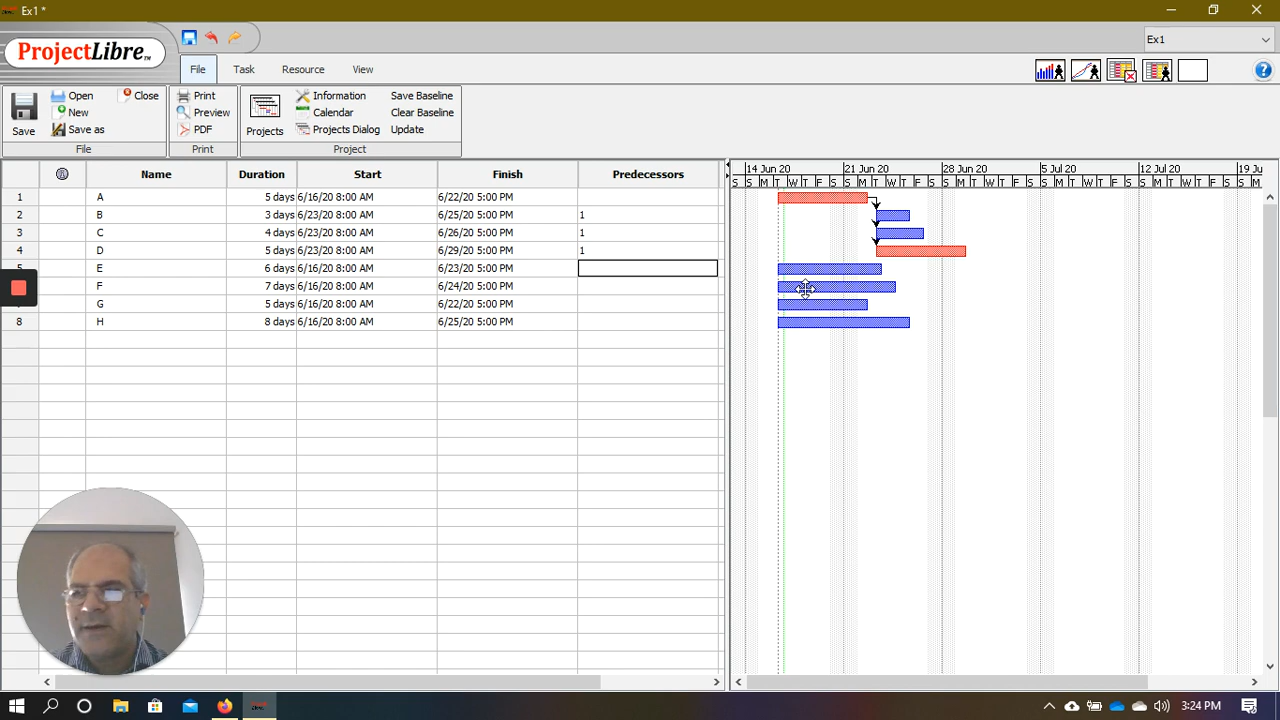 Ex1 *
ProjectLibre™
Ex1
File Task Resource View
Save Open New Save as Close
File
Print Preview PDF
Print
Projects Information Calendar Projects Dialog Save Baseline Clear Baseline Update
Project
Name Duration Start Finish Predecessors
14 Jun 20 21 Jun 20 28 Jun 20 5 Jul 20 12 Jul 20 19 Ju
S S M T W T F S S M T W T F S S M T W T F S S M T W T F S S M T W T F S S M
1 A 5 days 6/16/20 8:00 AM 6/22/20 5:00 PM
2 B 3 days 6/23/20 8:00 AM 6/25/20 5:00 PM 1
3 C 4 days 6/23/20 8:00 AM 6/26/20 5:00 PM 1
4 D 5 days 6/23/20 8:00 AM 6/29/20 5:00 PM 1
E 6 days 6/16/20 8:00 AM 6/23/20 5:00 PM
F 7 days 6/16/20 8:00 AM 6/24/20 5:00 PM
G 5 days 6/16/20 8:00 AM 6/22/20 5:00 PM
8 H 8 days 6/16/20 8:00 AM 6/25/20 5:00 PM
3:24 PM